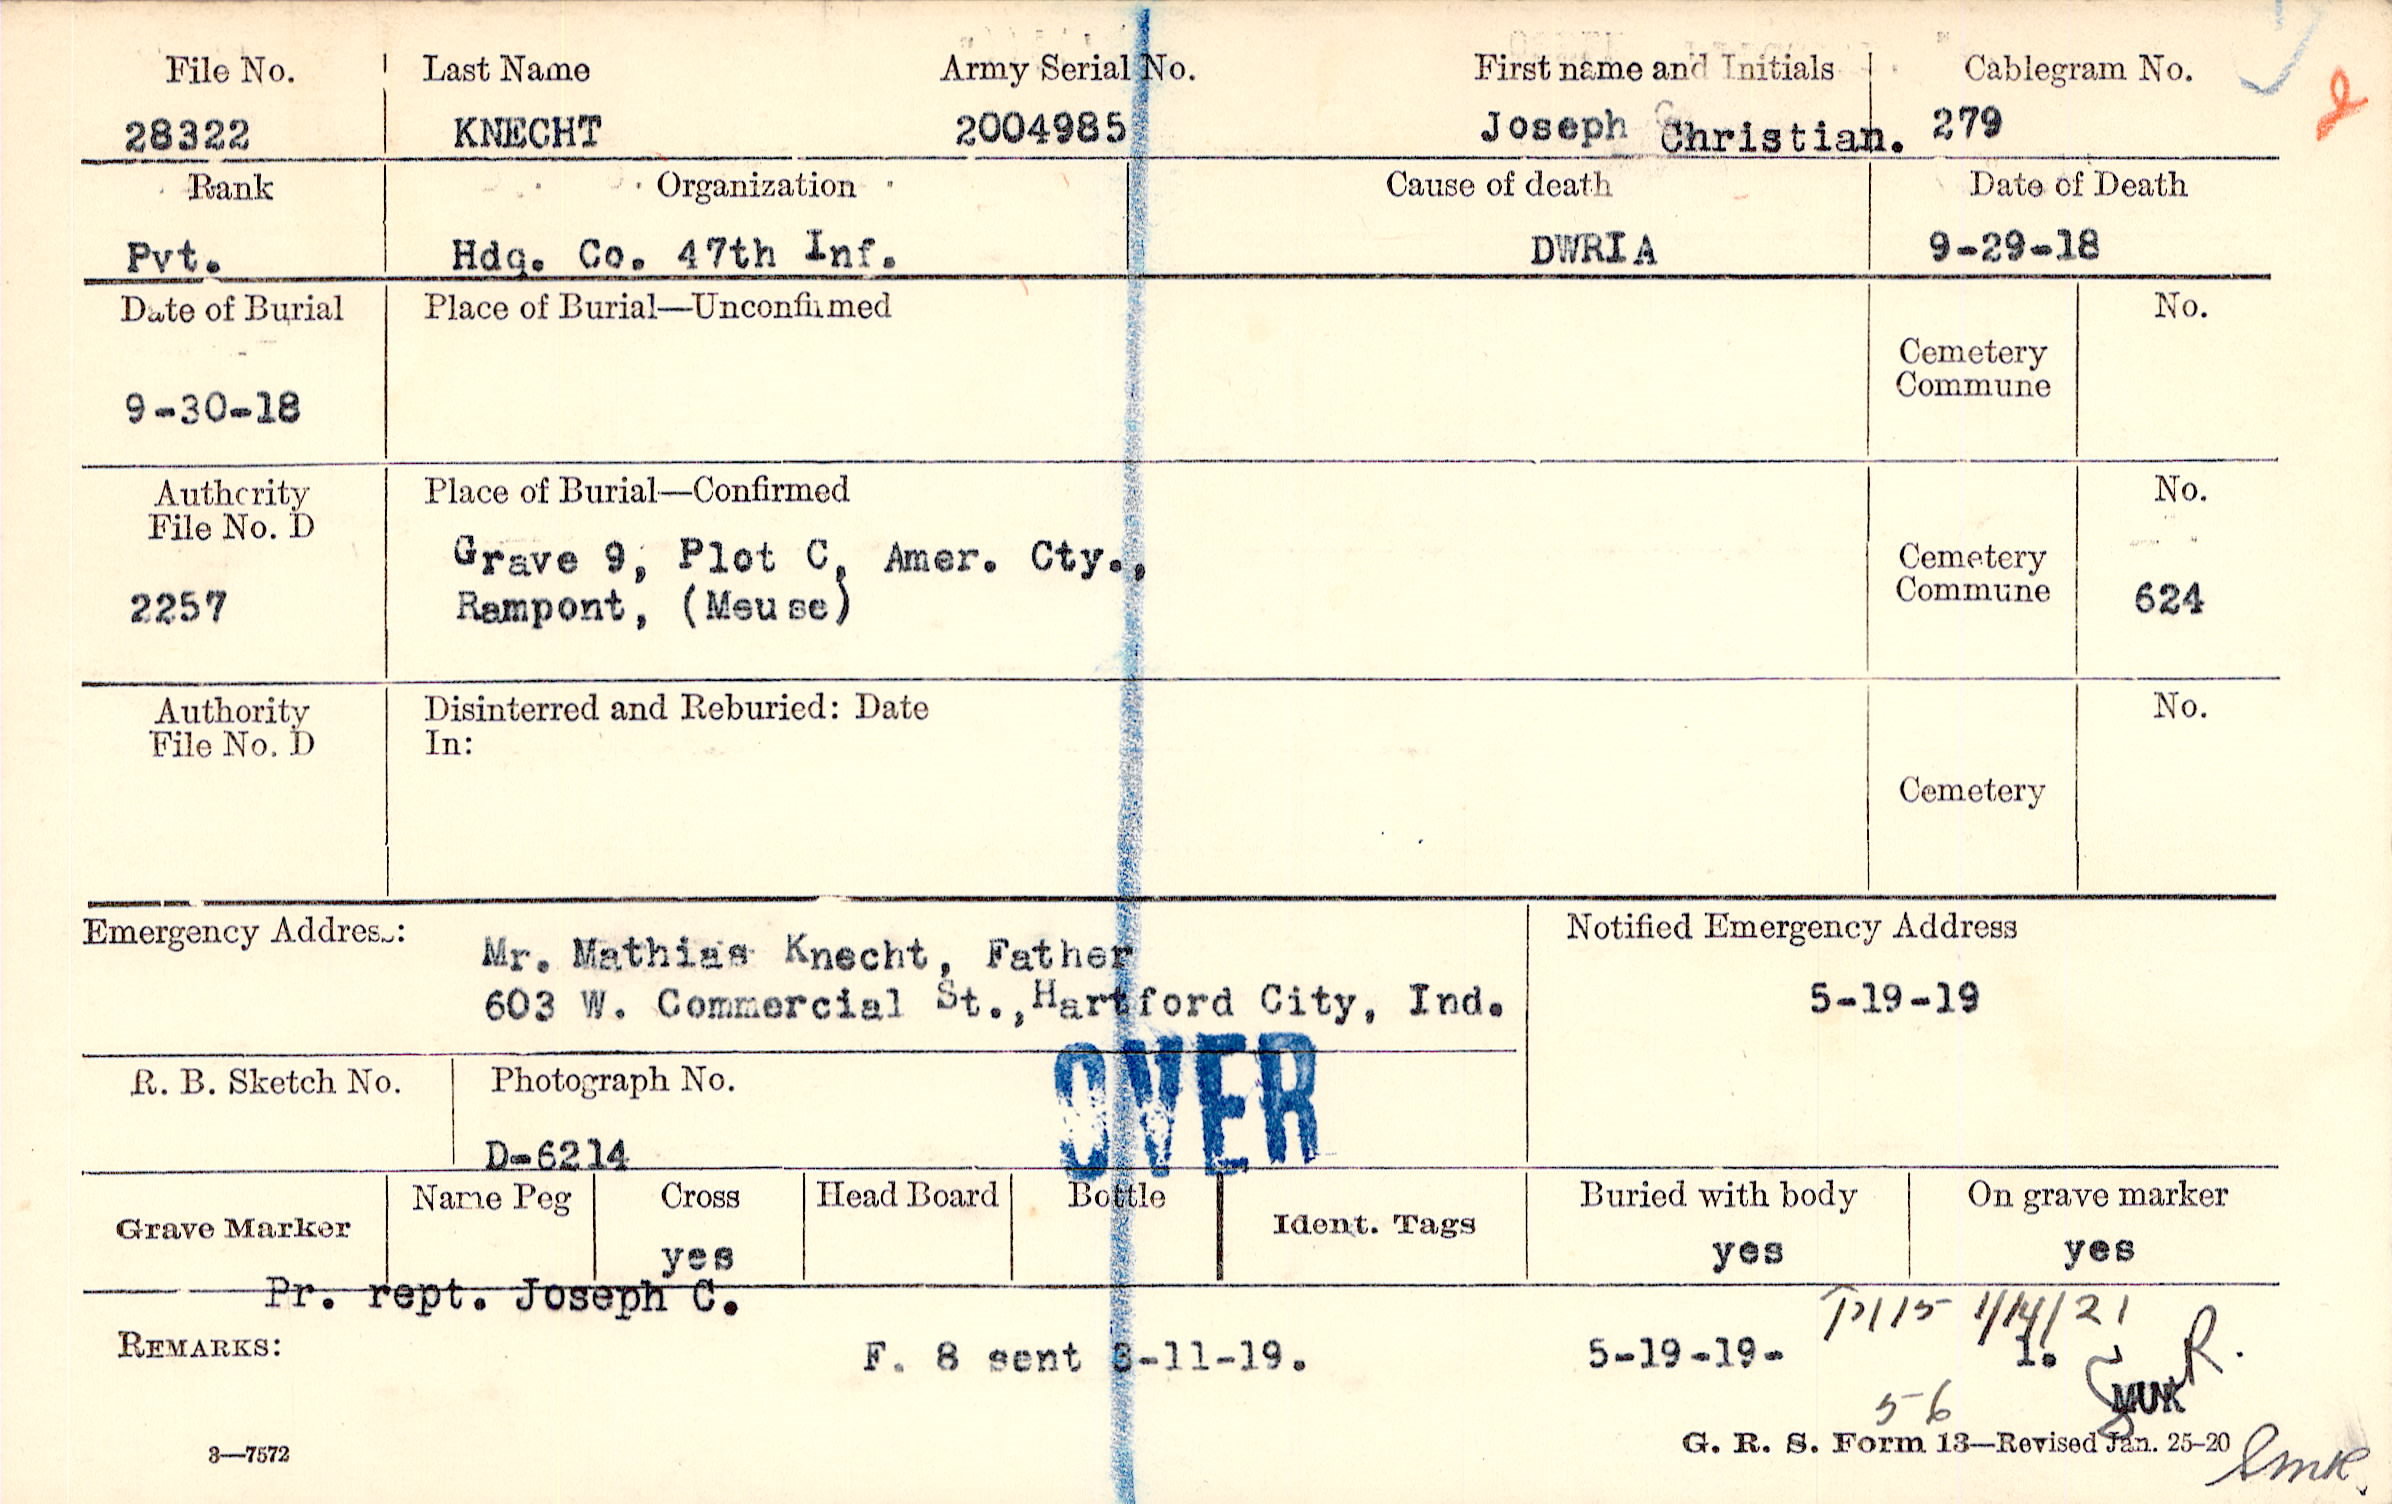 File No. Last Name Army Serial No. First name and Initials Cablegram No.
28322 KNECHT 2004985 Joseph Christian. 279
Rank Organization Cause of death Date of Death
Pvt. Hdq. Co. 47th Inf. DWRIA 9-29-18
Date of Burial Place of Burial—Unconfirmed No.
Cemetery
Commune
9-30-18
Authority Place of Burial—Confirmed No.
File No. D
Grave 9, Plot C, Amer. Cty., Cemetery
2257 Rampont, (Meuse) Commune 624
Authority Disinterred and Reburied: Date No.
File No. D In:
Cemetery
Emergency Address: Notified Emergency Address
Mr. Mathias Knecht, Father
603 W. Commercial St., Hartford City, Ind. 5-19-19
OVER
R. B. Sketch No. Photograph No.
D-6214
Grave Marker Name Peg Cross Head Board Bottle Ident. Tags Buried with body On grave marker
yes yes yes
Pr. rept. Joseph C.
1/14/21
REMARKS: F. 8 sent 3-11-19. 5-19-19- 1. R.
MUK
56
3—7572 G. R. S. Form 13—Revised Jan. 25-20